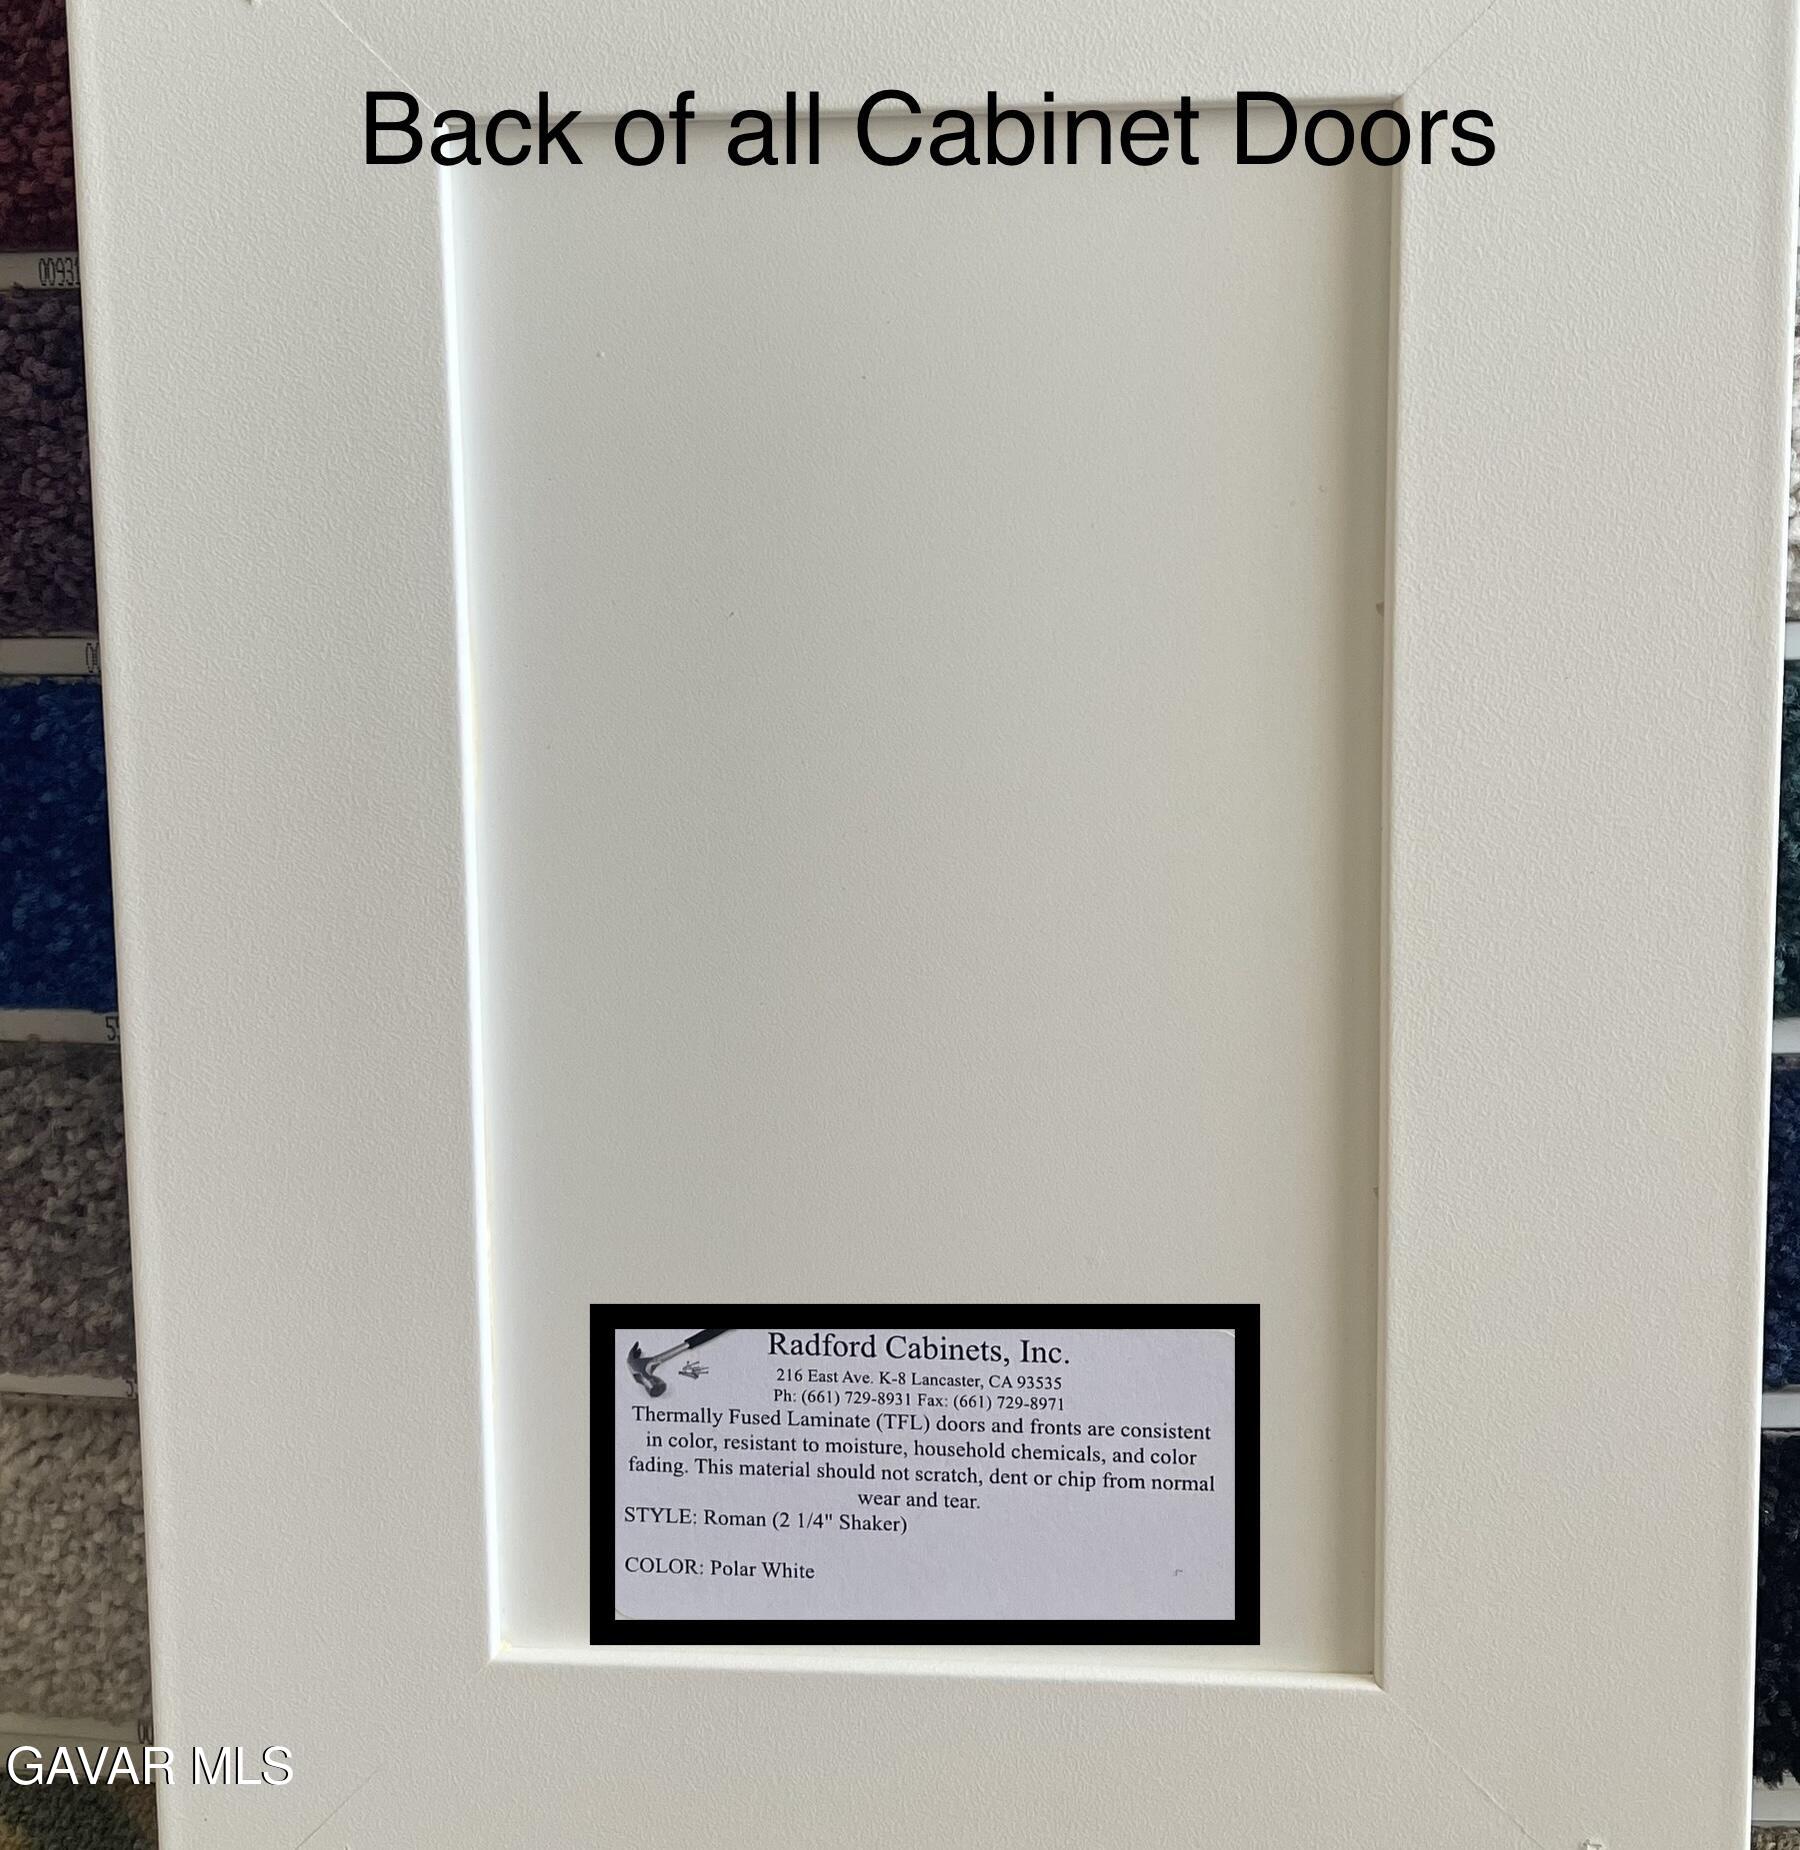 Back of all Cabinet Doors
0093
Radford Cabinets, Inc.
216 East Ave. K-8 Lancaster, CA 93535
Ph: (661) 729-8931 Fax: (661) 729-8971
Thermally Fused Laminate (TFL) doors and fronts are consistent
in color, resistant to moisture, household chemicals, and color
fading. This material should not scratch, dent or chip from normal
wear and tear.
STYLE: Roman (2 1/4" Shaker)
COLOR: Polar White
GAVAR MLS